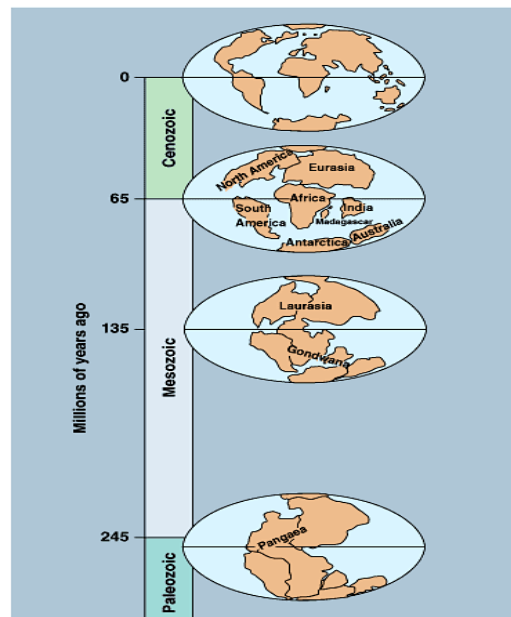 0
Cenozoic
North America
Eurasia
65
Africa
South
America
India
Madagascar
Australia
Antarctica
Laurasia
135
Gondwana
Millions of years ago
Mesozoic
245
Pangaea
Paleozoic